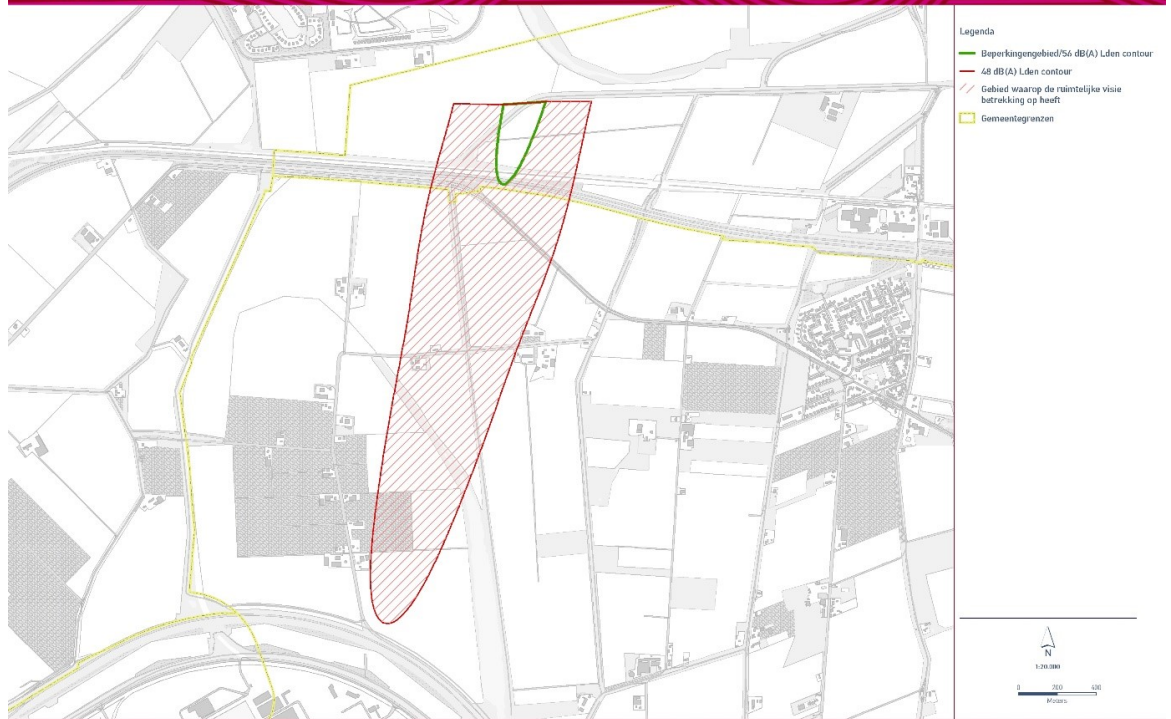 Legenda
Beperkingengebied/56 dB(A) Lden contour
48 dB(A) Lden contour
Gebied waarop de ruimtelijke visie
betrekking op heeft
Gemeentegrenzen
N
1:20.000
0 200 400
Meters